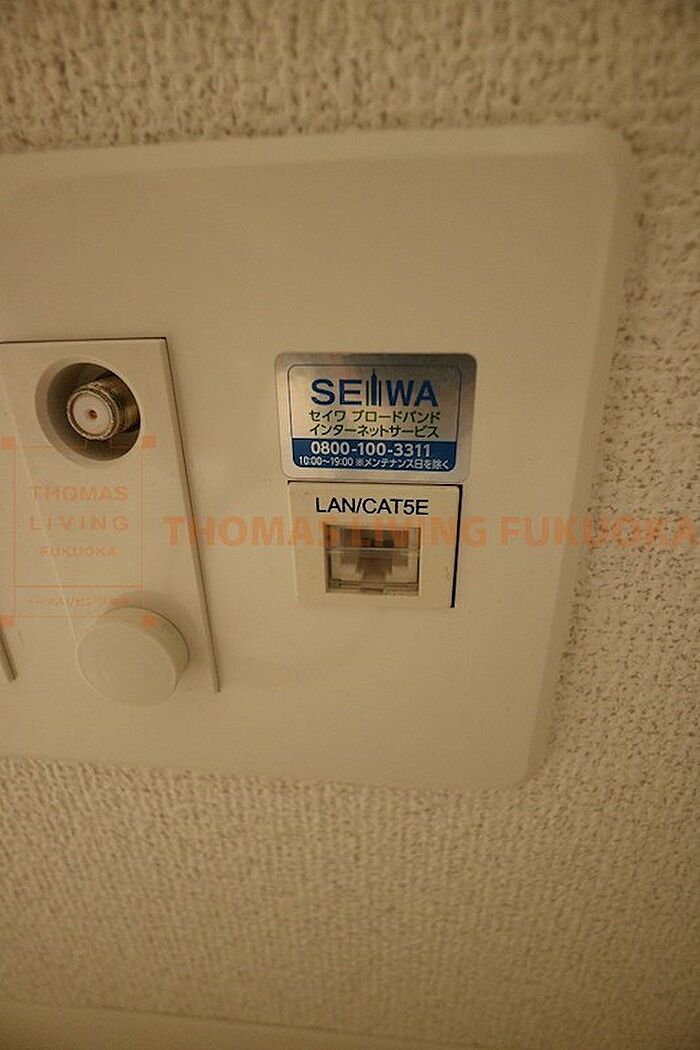 SEIWA
セイワ ブロードバンド
インターネットサービス
0800-100-3311
10:00~19:00 ※メンテナンス日を除く
LAN/CAT5E
THOMAS
LIVING
FUKUOKA
THOMAS LIVING FUKUOKA